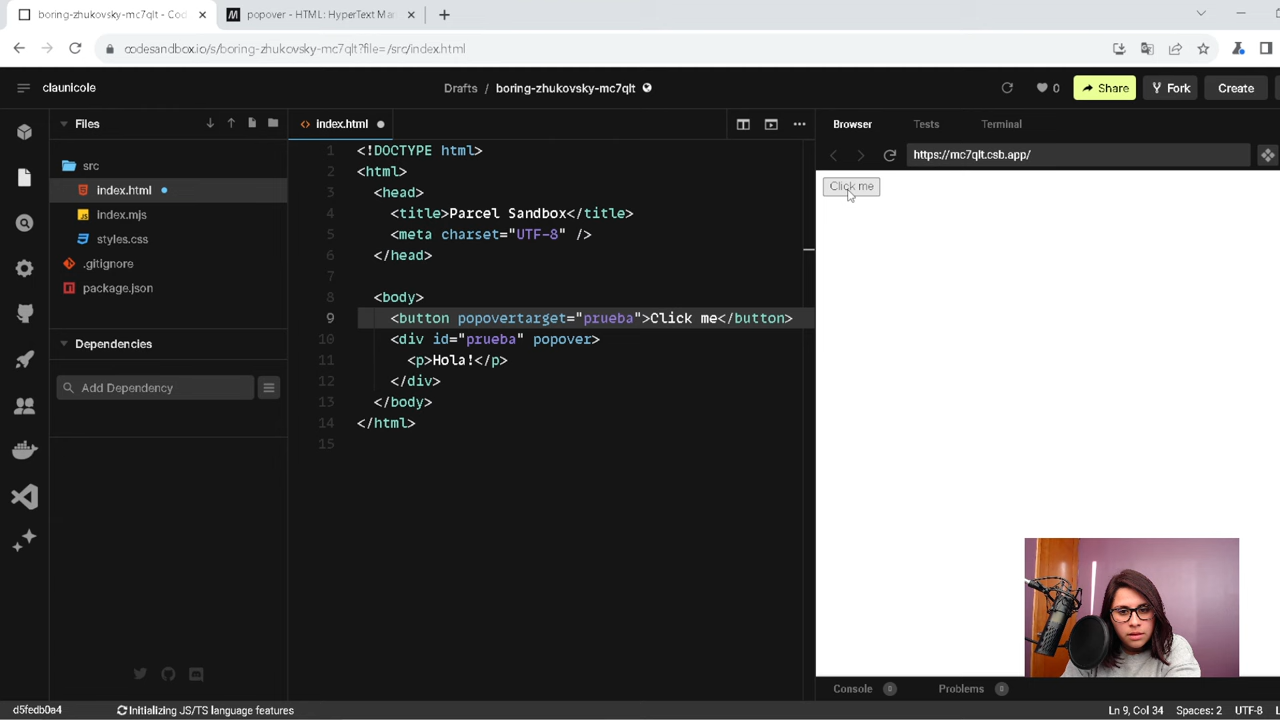 boring-zhukovsky-mc7qlt - Cod
popover - HTML: HyperText Mar
codesandbox.io/s/boring-zhukovsky-mc7qlt?file=/src/index.html
claunicole
Drafts / boring-zhukovsky-mc7qlt
0
Share
Fork
Create
Files
src
index.html
index.mjs
styles.css
.gitignore
package.json
Dependencies
Add Dependency
index.html
1 <!DOCTYPE html>
2 <html>
3 <head>
4 <title>Parcel Sandbox</title>
5 <meta charset="UTF-8" />
6 </head>
7
8 <body>
9 <button popovertarget="prueba">Click me</button>
10 <div id="prueba" popover>
11 <p>Hola!</p>
12 </div>
13 </body>
14 </html>
15
Browser
Tests
Terminal
https://mc7qlt.csb.app/
Click me
Console 0
Problems 0
d5fedb0a4
Initializing JS/TS language features
Ln 9, Col 34
Spaces: 2
UTF-8
L